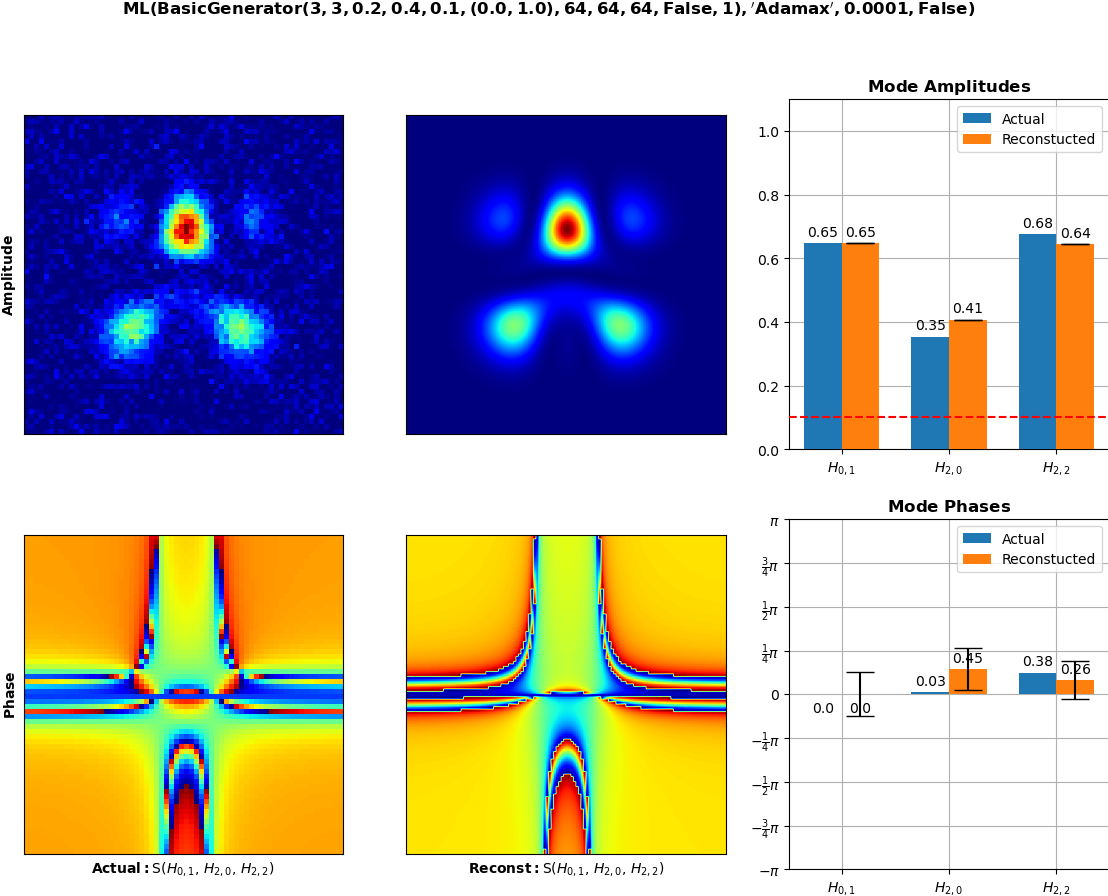 ML(BasicGenerator(3, 3, 0.2, 0.4, 0.1, (0.0, 1.0), 64, 64, 64, False, 1), ′Adamax′, 0.0001, False)
Amplitude
Mode Amplitudes
Actual
Reconstucted
1.0
0.8
0.6
0.4
0.2
0.0
0.65 0.65
0.35 0.41
0.68 0.64
H0, 1 H2, 0 H2, 2
Phase
Actual: S(H0, 1, H2, 0, H2, 2)
Reconst: S(H0, 1, H2, 0, H2, 2)
Mode Phases
Actual
Reconstucted
π
3/4π
1/2π
1/4π
0
−1/4π
−1/2π
−3/4π
−π
0.0 0.0
0.03 0.45
0.38 0.26
H0, 1 H2, 0 H2, 2